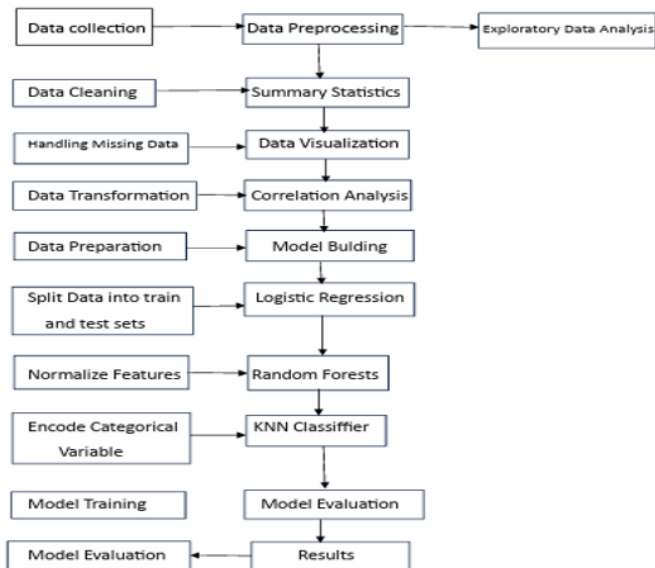 Data collection
Data Preprocessing
Exploratory Data Analysis
Data Cleaning
Summary Statistics
Handling Missing Data
Data Visualization
Data Transformation
Correlation Analysis
Data Preparation
Model Bulding
Split Data into train
and test sets
Logistic Regression
Normalize Features
Random Forests
Encode Categorical
Variable
KNN Classiffier
Model Training
Model Evaluation
Model Evaluation
Results